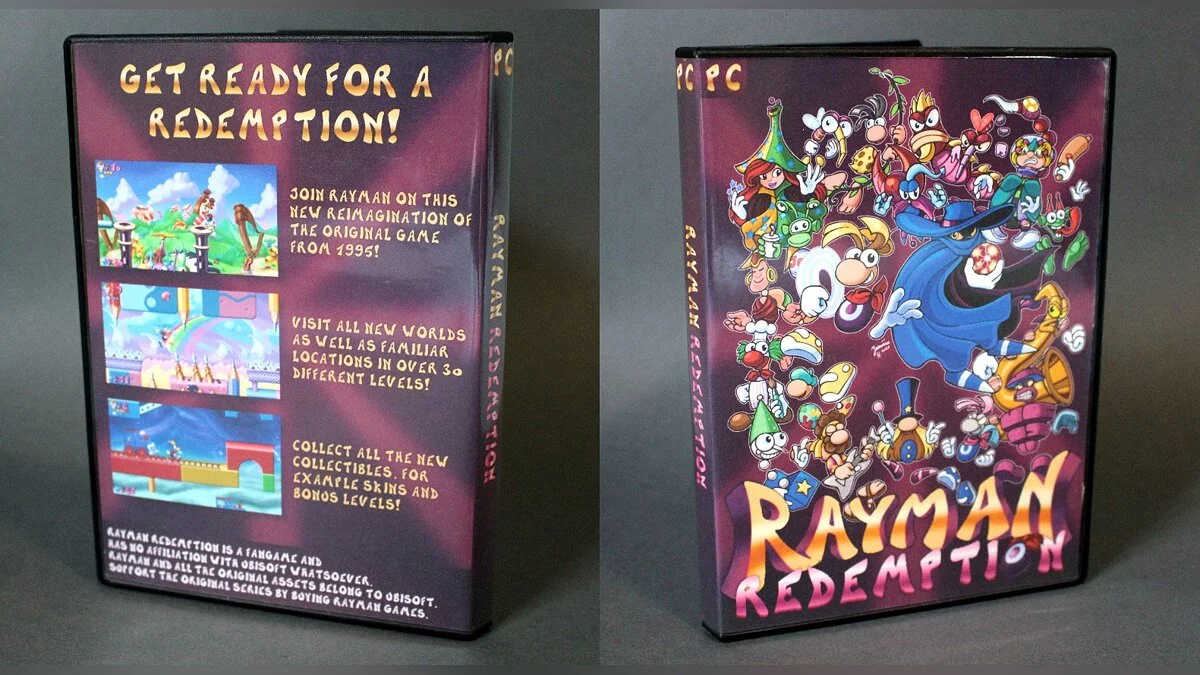 GET READY FOR A
REDEMPTION!
JOIN RAYMAN ON THIS
NEW REIMAGINATION OF
THE ORIGINAL GAME
FROM 1995!
VISIT ALL NEW WORLDS
AS WELL AS FAMILIAR
LOCATIONS IN OVER 30
DIFFERENT LEVELS!
COLLECT ALL THE NEW
COLLECTIBLES, FOR
EXAMPLE SKINS AND
BONUS LEVELS!
RAYMAN REDEMPTION IS A FANGAME AND
HAS NO AFFILIATION WITH UBISOFT WHATSOEVER.
RAYMAN AND ALL THE ORIGINAL ASSETS BELONG TO UBISOFT.
SUPPORT THE ORIGINAL SERIES BY BUYING RAYMAN GAMES.
PC
RAYMAN REDEMPTION
PC
RAYMAN REDEMPTION
PC
RAYMAN
REDEMPTION